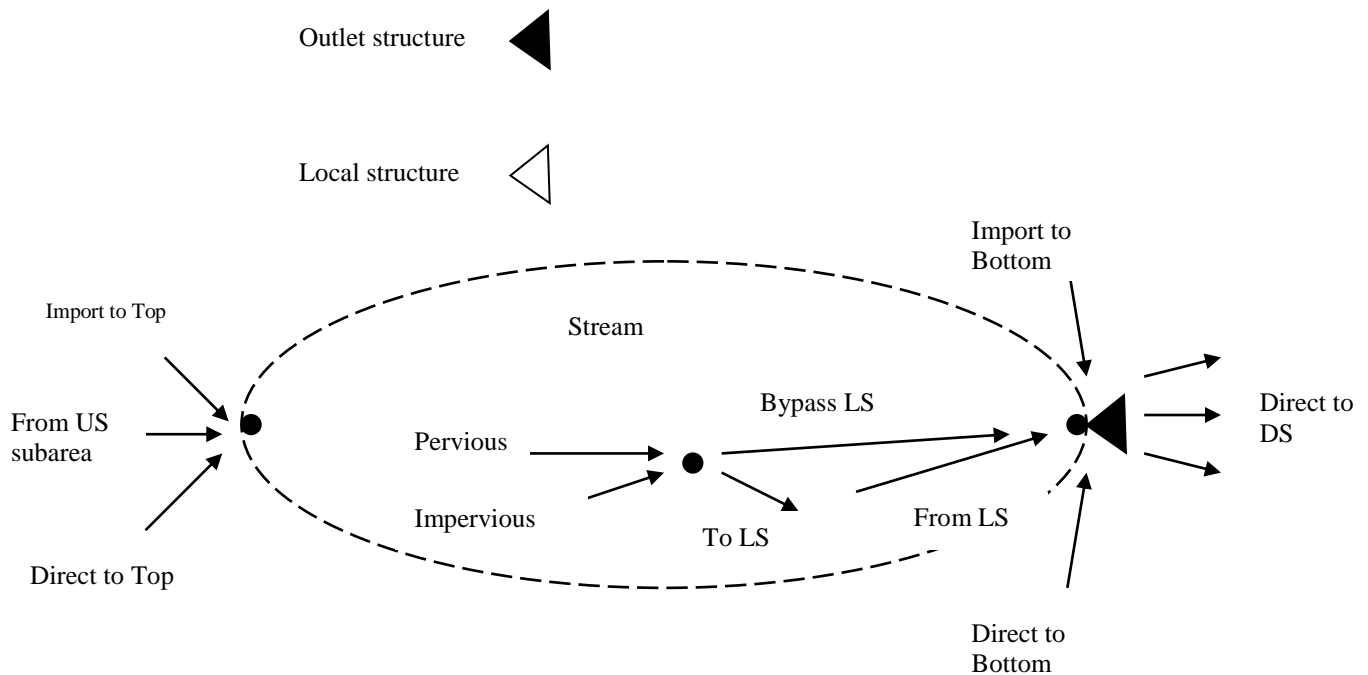 Outlet structure
Local structure
Import to
Bottom
Import to Top
Stream
Bypass LS
From US
subarea
Direct to
DS
Pervious
Impervious
From LS
To LS
Direct to Top
Direct to
Bottom